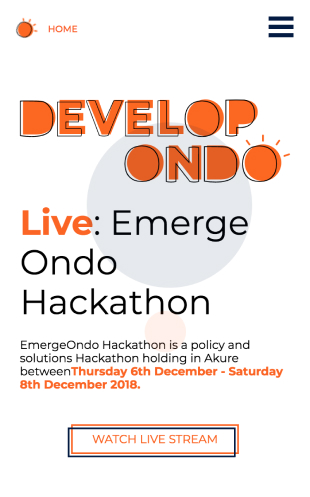 HOME
DEVELOP
ONDO
Live: Emerge
Ondo
Hackathon
EmergeOndo Hackathon is a policy and
solutions Hackathon holding in Akure
betweenThursday 6th December - Saturday
8th December 2018.
WATCH LIVE STREAM